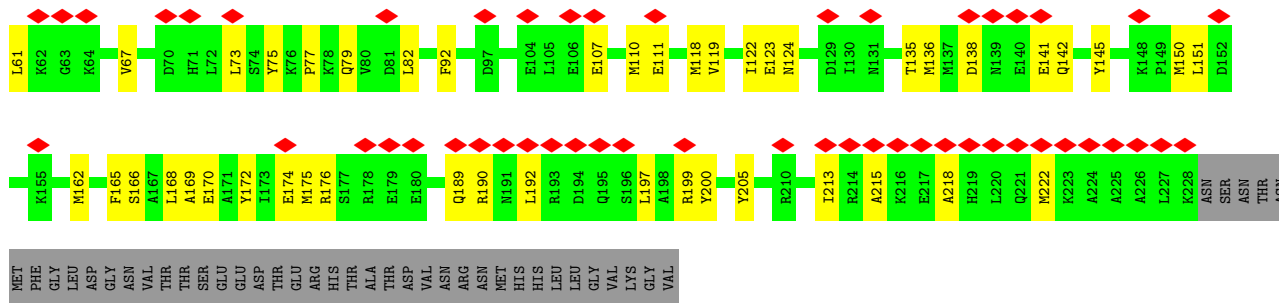 L61 K62 G63 K64 V67 D70 H71 L72 L73 S74 Y75 K76 P77 K78 Q79 V80 D81 L82 F92 D97 E104 L105 E106 E107 M110 E111 M118 V119 I122 E123 N124 D129 I130 N131 T135 M136 M137 D138 N139 E140 E141 Q142 Y145 K148 P149 M150 L151 D152
K155 M162 F165 S166 A167 L168 A169 E170 A171 Y172 I173 E174 M175 R176 S177 R178 E179 E180 Q189 R190 N191 L192 R193 D194 Q195 S196 L197 A198 R199 Y200 Y205 R210 I213 R214 A215 K216 E217 A218 H219 L220 Q221 M222 K223 A224 A225 A226 L227 K228 ASN SER ASN THR ASN
MET PHE GLY LEU ASP GLY ASN VAL THR THR SER GLU GLU ASP THR GLU ARG HIS THR ALA THR ASP VAL ASN ARG ASN MET HIS HIS LEU LEU GLY VAL LYS GLY VAL